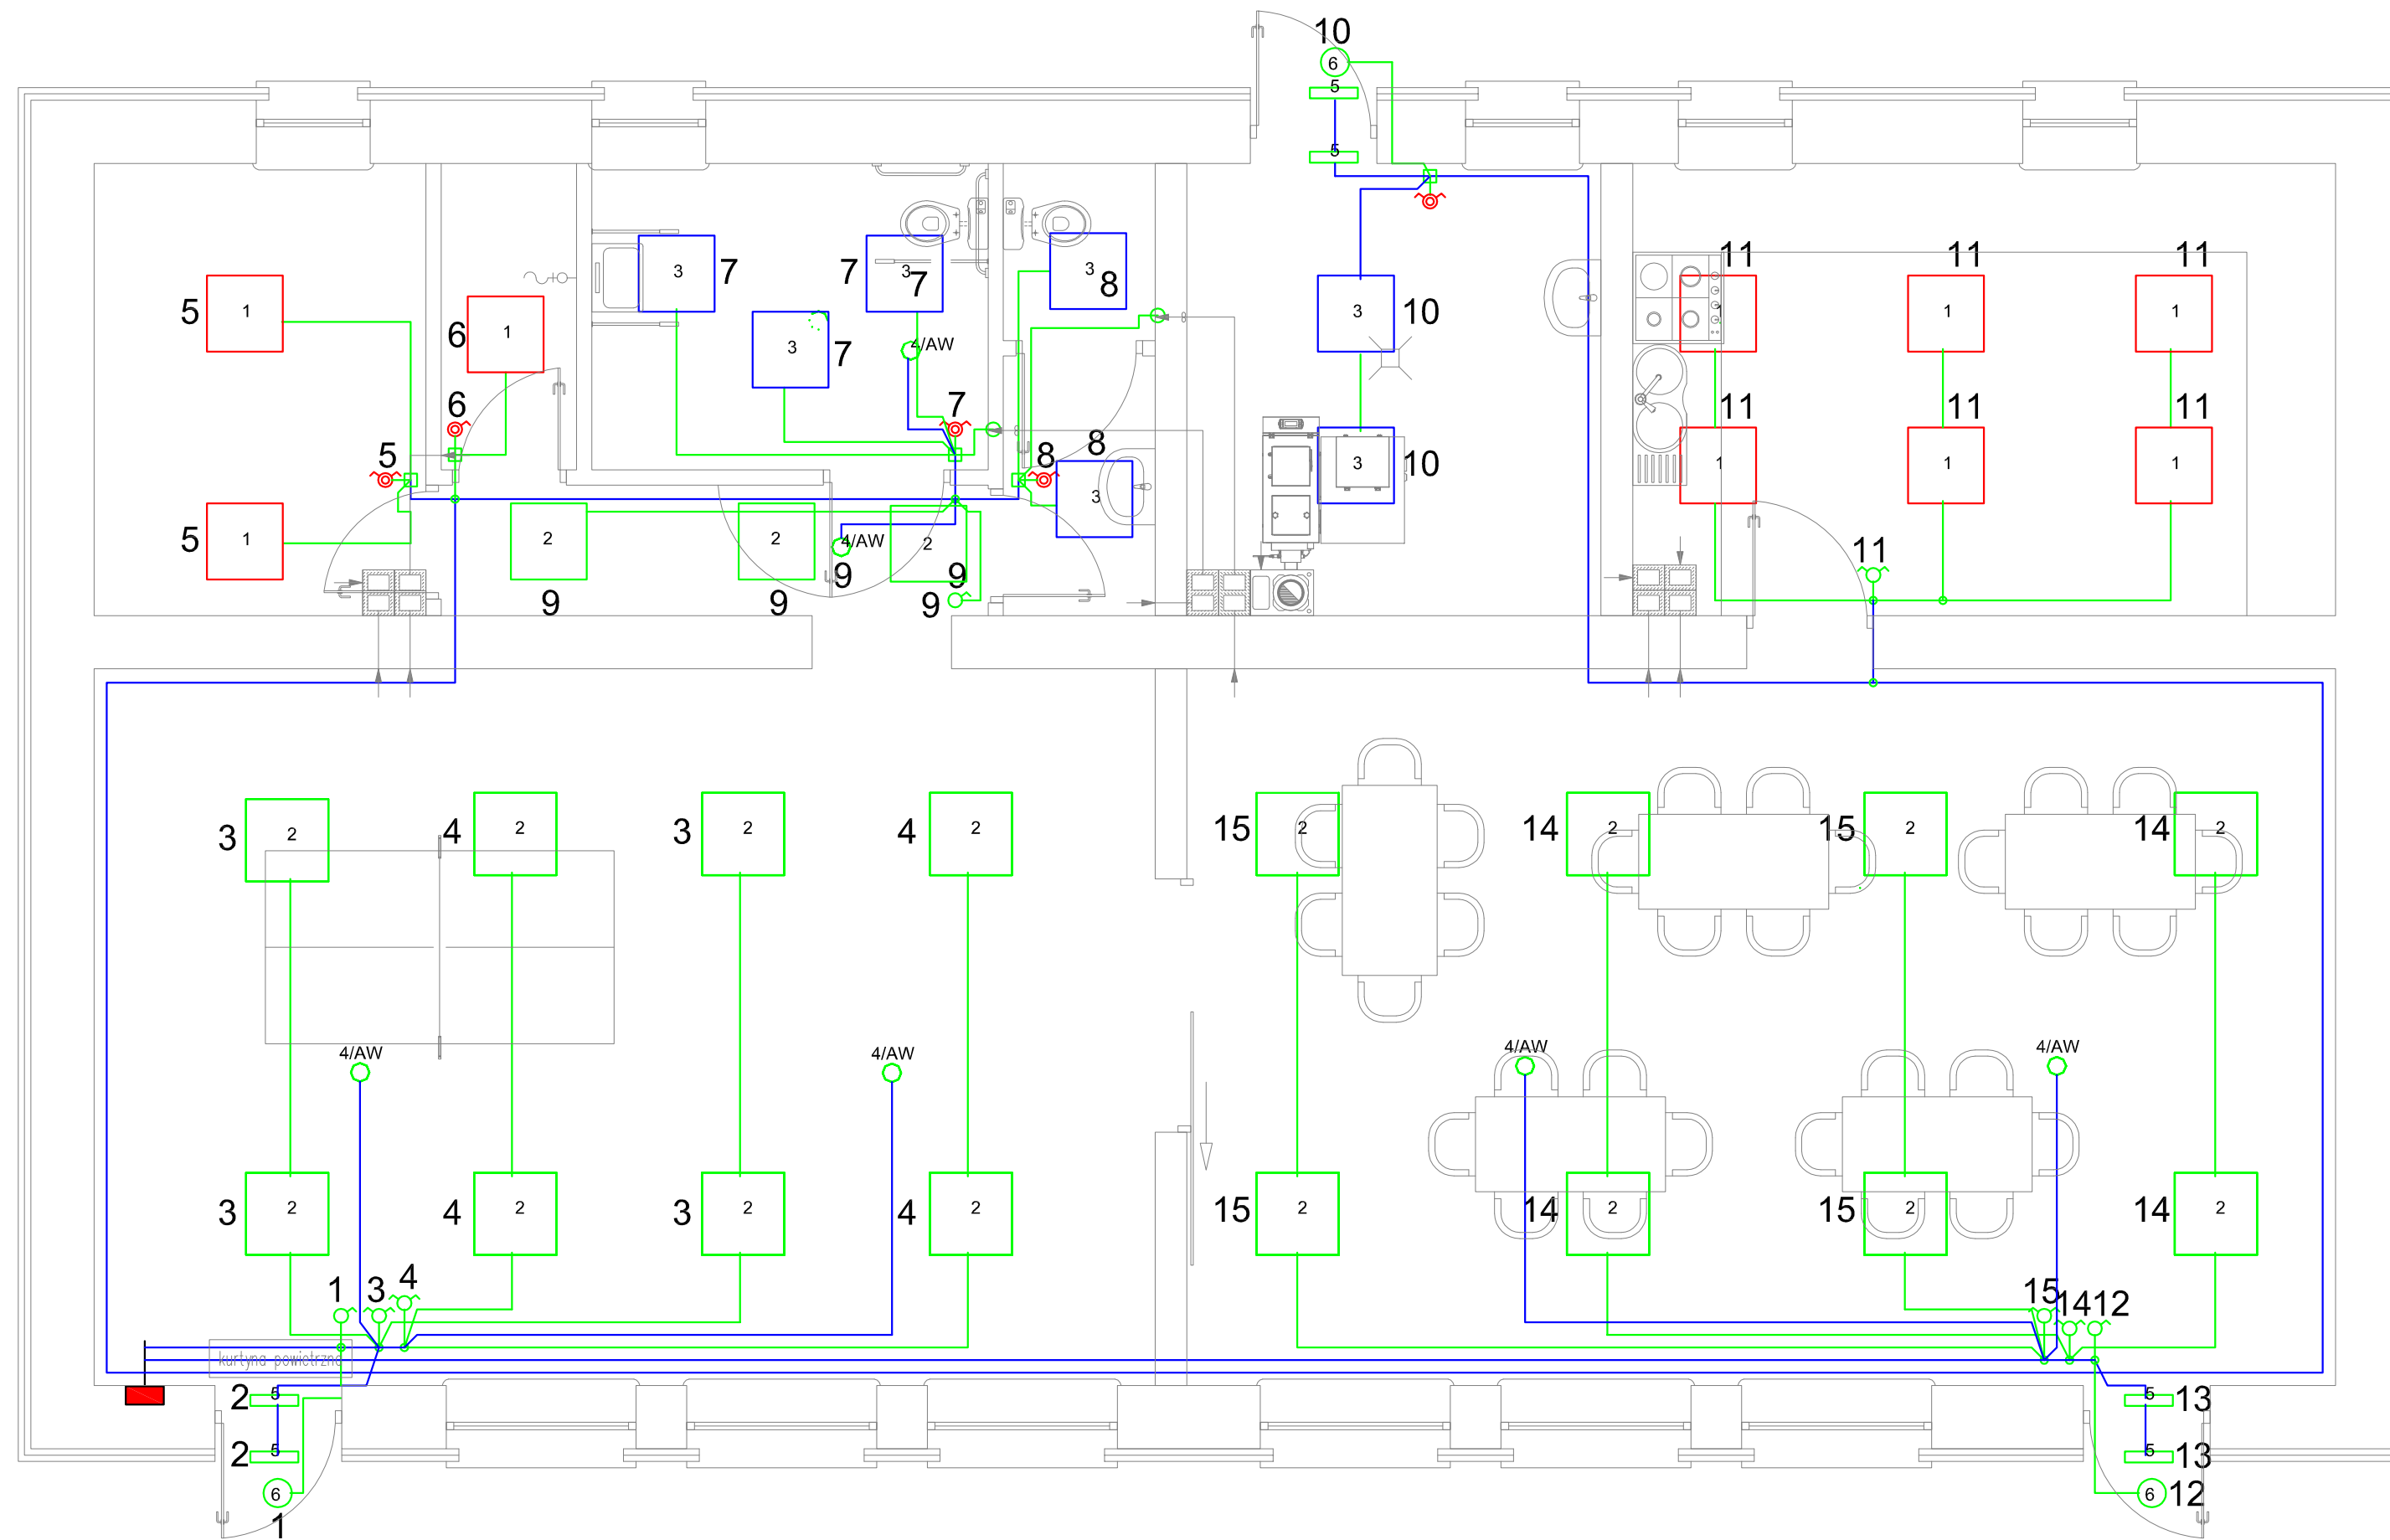 10
6
5
5
11 11 11
3 7 7 3 7 3 8
5 1 3 10 1 1 1
6 1 3 7 4/AW
11 11 11
6 7
5 8 8 3 10 1 1 1
3
5 1 2 2 4/AW 2 11
9 9 9 9 9
3 2 4 2 3 2 4 2 15 2 14 2 15 2 14 2
4/AW 4/AW 4/AW 4/AW
3 2 4 2 3 2 4 2 15 2 14 2 15 2 14 2
1 3 4 15 14 12
kurtyna powietrzna
2 5 5 13
2 5 5 13
6 6 12
1